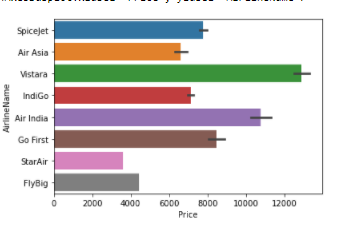 SpiceJet
Air Asia
Vistara
IndiGo
Air India
Go First
StarAir
FlyBig
AirlineName
0 2000 4000 6000 8000 10000 12000
Price